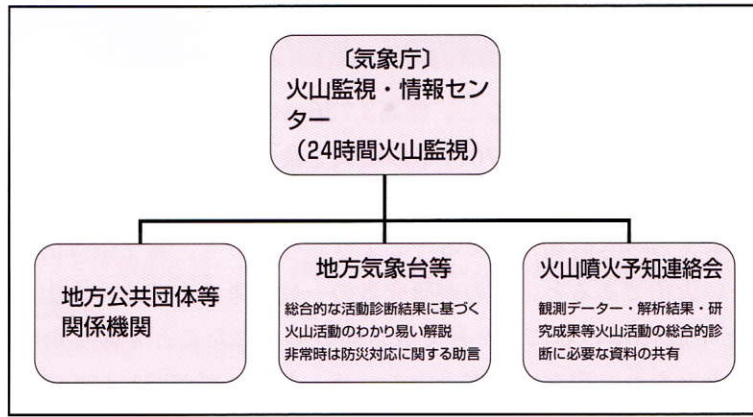 〔気象庁〕
火山監視・情報セン
ター
（24時間火山監視）
地方公共団体等
関係機関
地方気象台等
総合的な活動診断結果に基づく
火山活動のわかり易い解説
非常時は防災対応に関する助言
火山噴火予知連絡会
観測データー・解析結果・研
究成果等火山活動の総合的診
断に必要な資料の共有